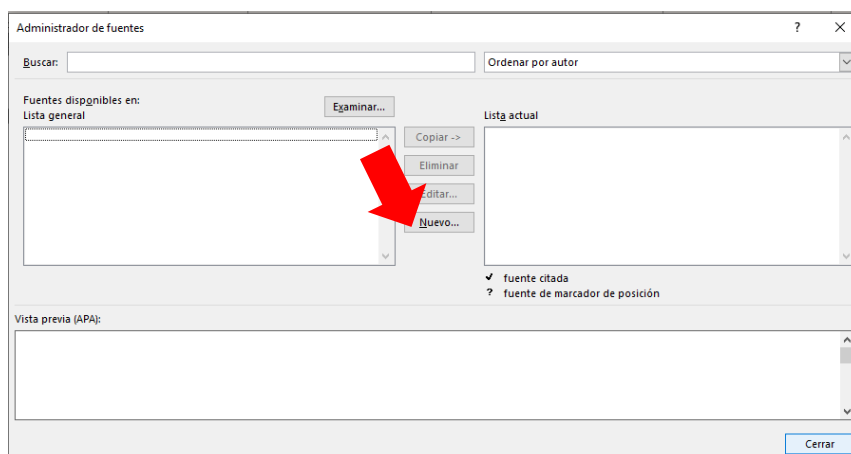 Administrador de fuentes ? X
Buscar: Ordenar por autor
Fuentes disponibles en:
Lista general
Examinar...
Lista actual
Copiar ->
Eliminar
Editar...
Nuevo...
fuente citada
? fuente de marcador de posición
Vista previa (APA):
Cerrar